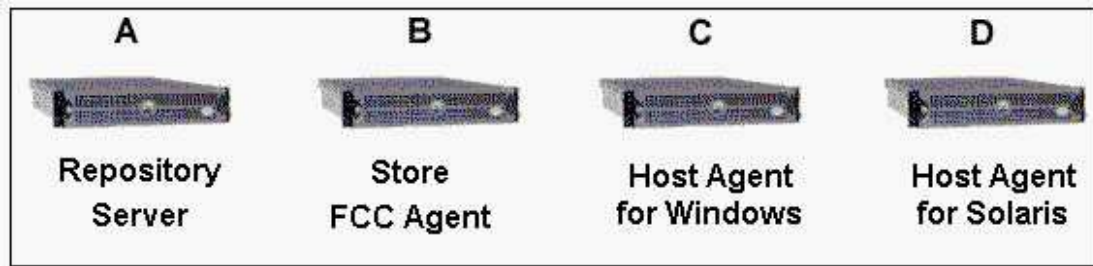 A B C D
Repository Server
Store FCC Agent
Host Agent for Windows
Host Agent for Solaris